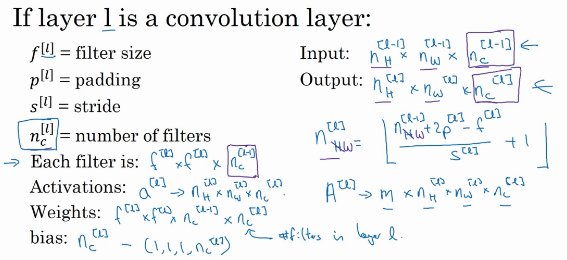 If layer l is a convolution layer:
f^[l] = filter size
p^[l] = padding
s^[l] = stride
n_c^[l] = number of filters
→ Each filter is: f^[l] × f^[l] × n_c^[l-1]
Activations: a^[l] → n_H^[l] × n_W^[l] × n_c^[l].
Weights: f^[l] × f^[l] × n_c^[l-1] × n_c^[l]
bias: n_c^[l] - (1,1,1,n_c^[l])
← #filters in layer l.
Input: n_H^[l-1] × n_W^[l-1] × n_c^[l-1] ←
Output: n_H^[l] × n_W^[l] × n_c^[l] ←
n_W^[l] = ⌊ (n_W^[l-1] + 2p^[l] - f^[l]) / s^[l] + 1 ⌋
A^[l] → m × n_H^[l] × n_W^[l] × n_c^[l]